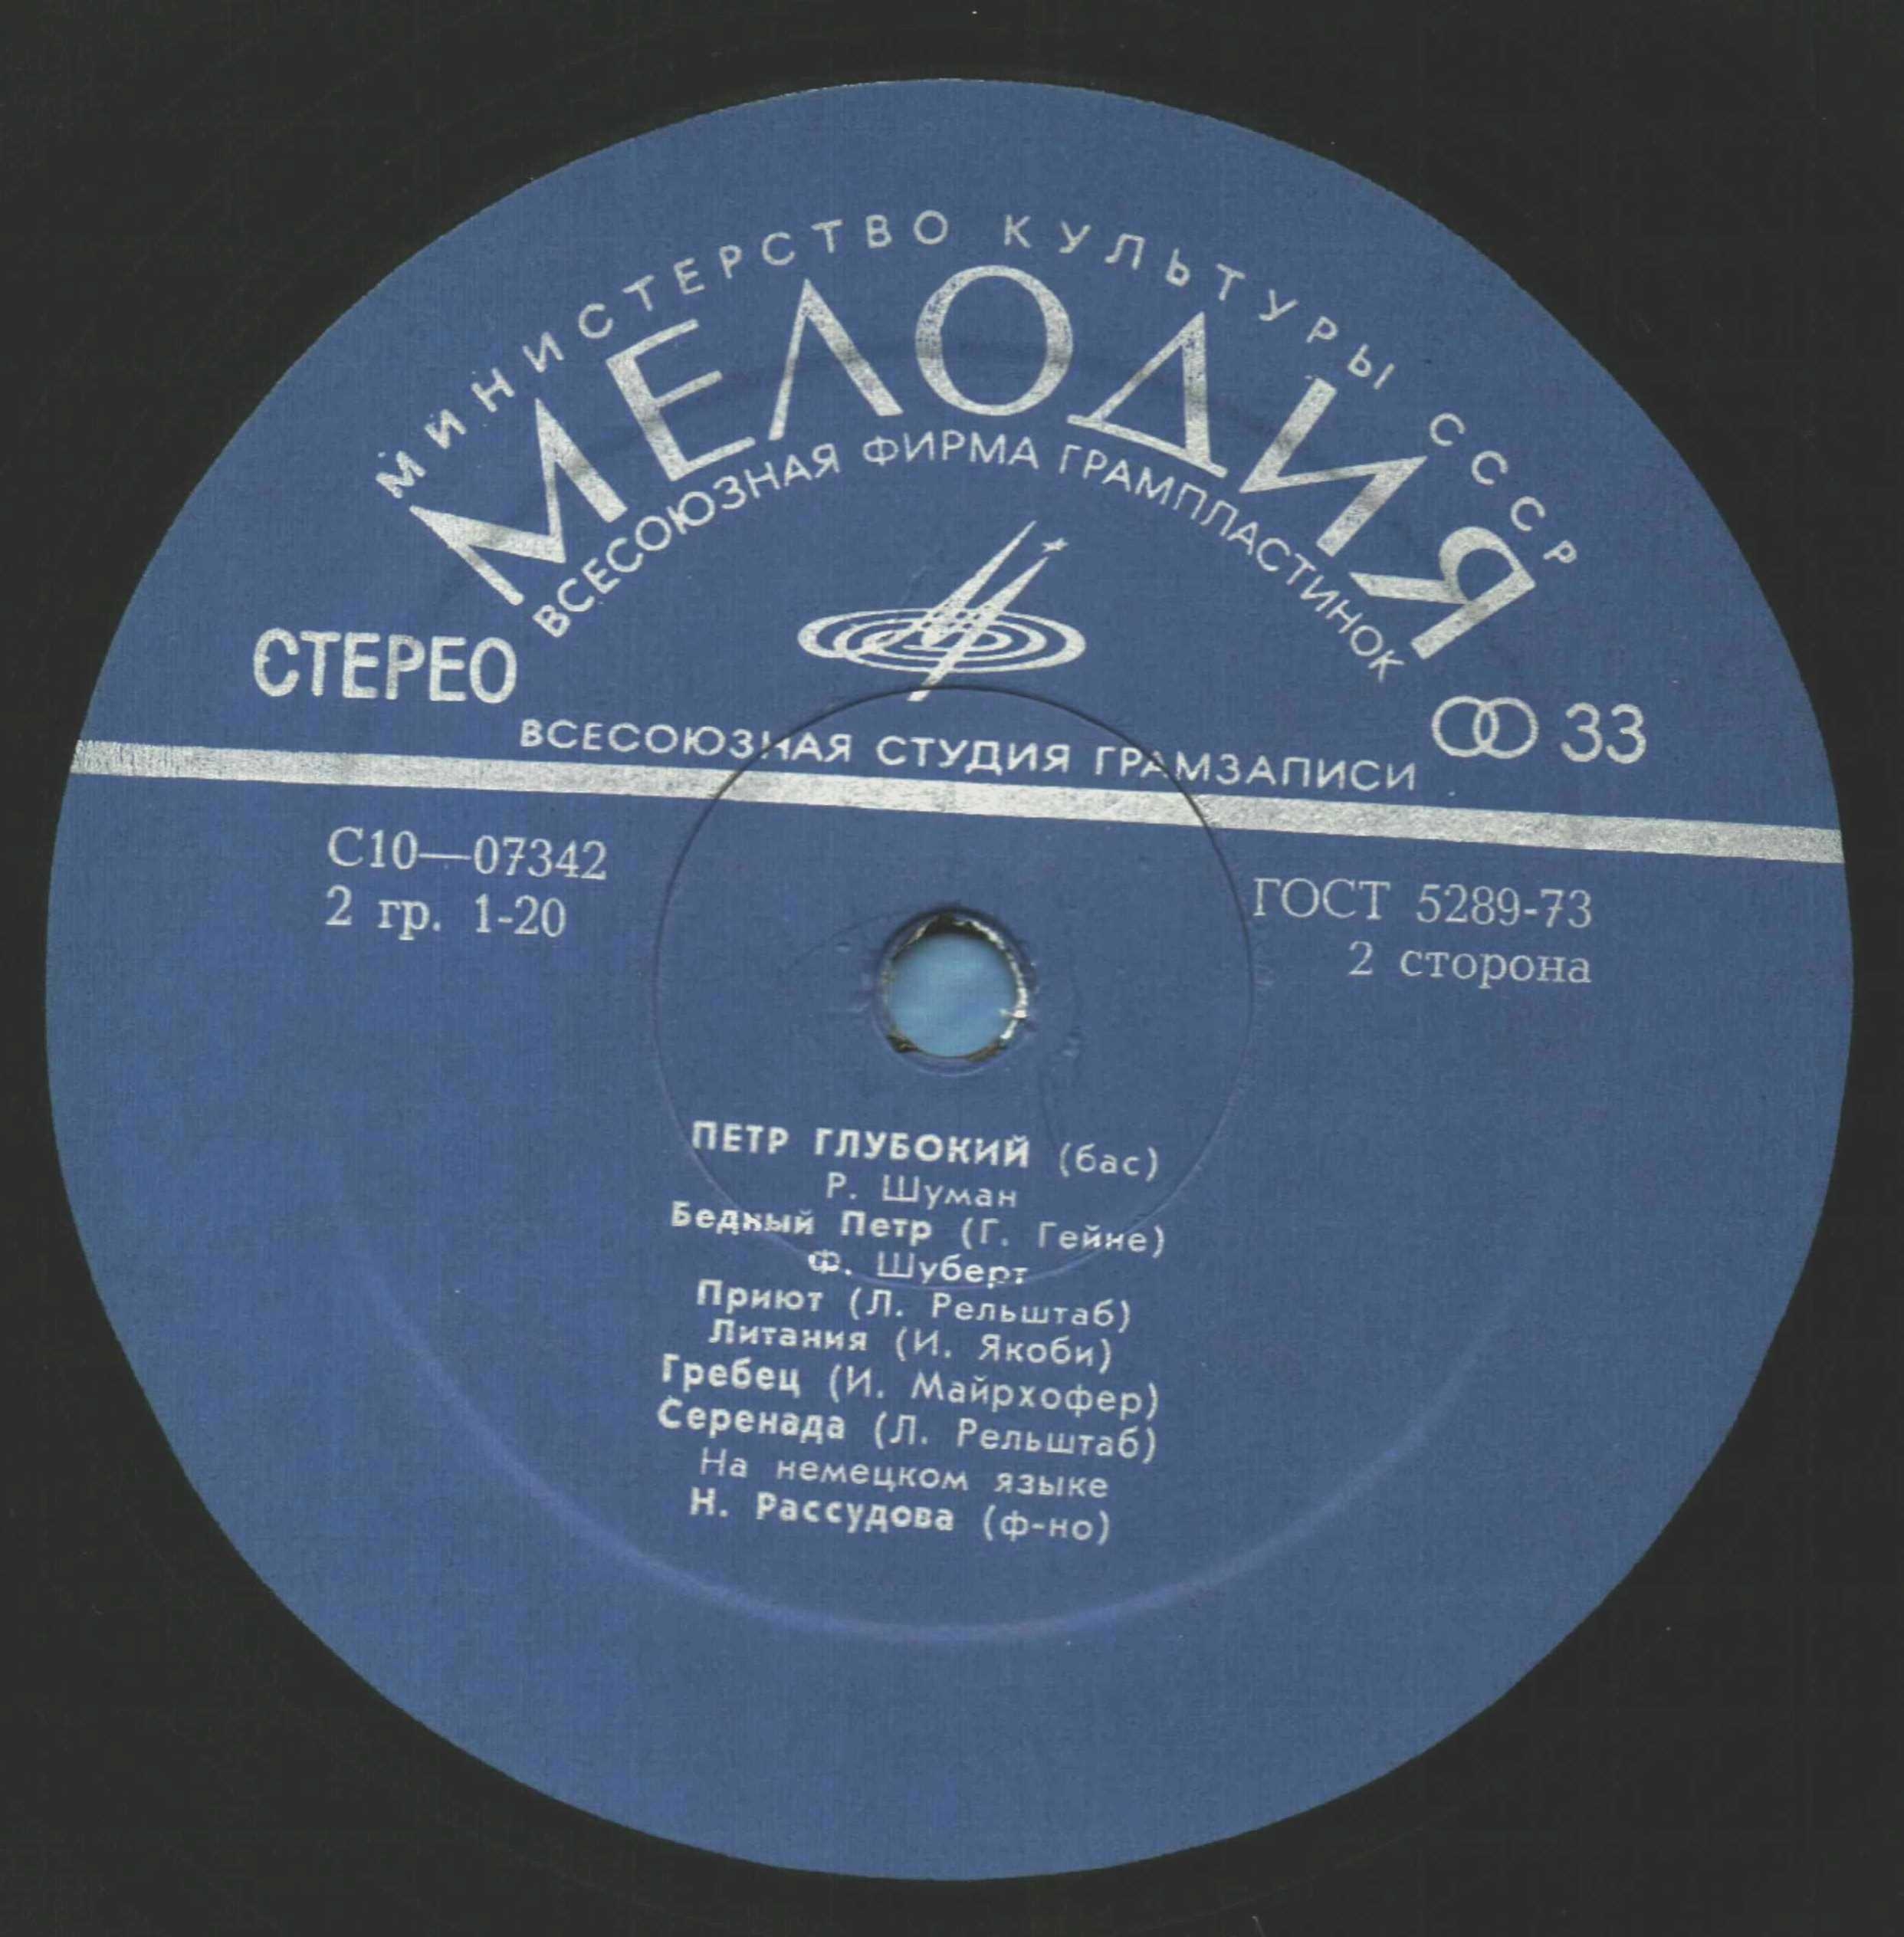 МИНИСТЕРСТВО КУЛЬТУРЫ СССР
МЕЛОДИЯ
ВСЕСОЮЗНАЯ ФИРМА ГРАМПЛАСТИНОК
СТЕРЕО
33
ВСЕСОЮЗНАЯ СТУДИЯ ГРАМЗАПИСИ
С10—07342
2 гр. 1-20
ГОСТ 5289-73
2 сторона
ПЕТР ГЛУБОКИЙ (бас)
Р. Шуман
Бедный Петр (Г. Гейне)
Ф. Шуберт
Приют (Л. Рельштаб)
Литания (И. Якоби)
Гребец (И. Майрхофер)
Серенада (Л. Рельштаб)
На немецком языке
Н. Рассудова (ф-но)